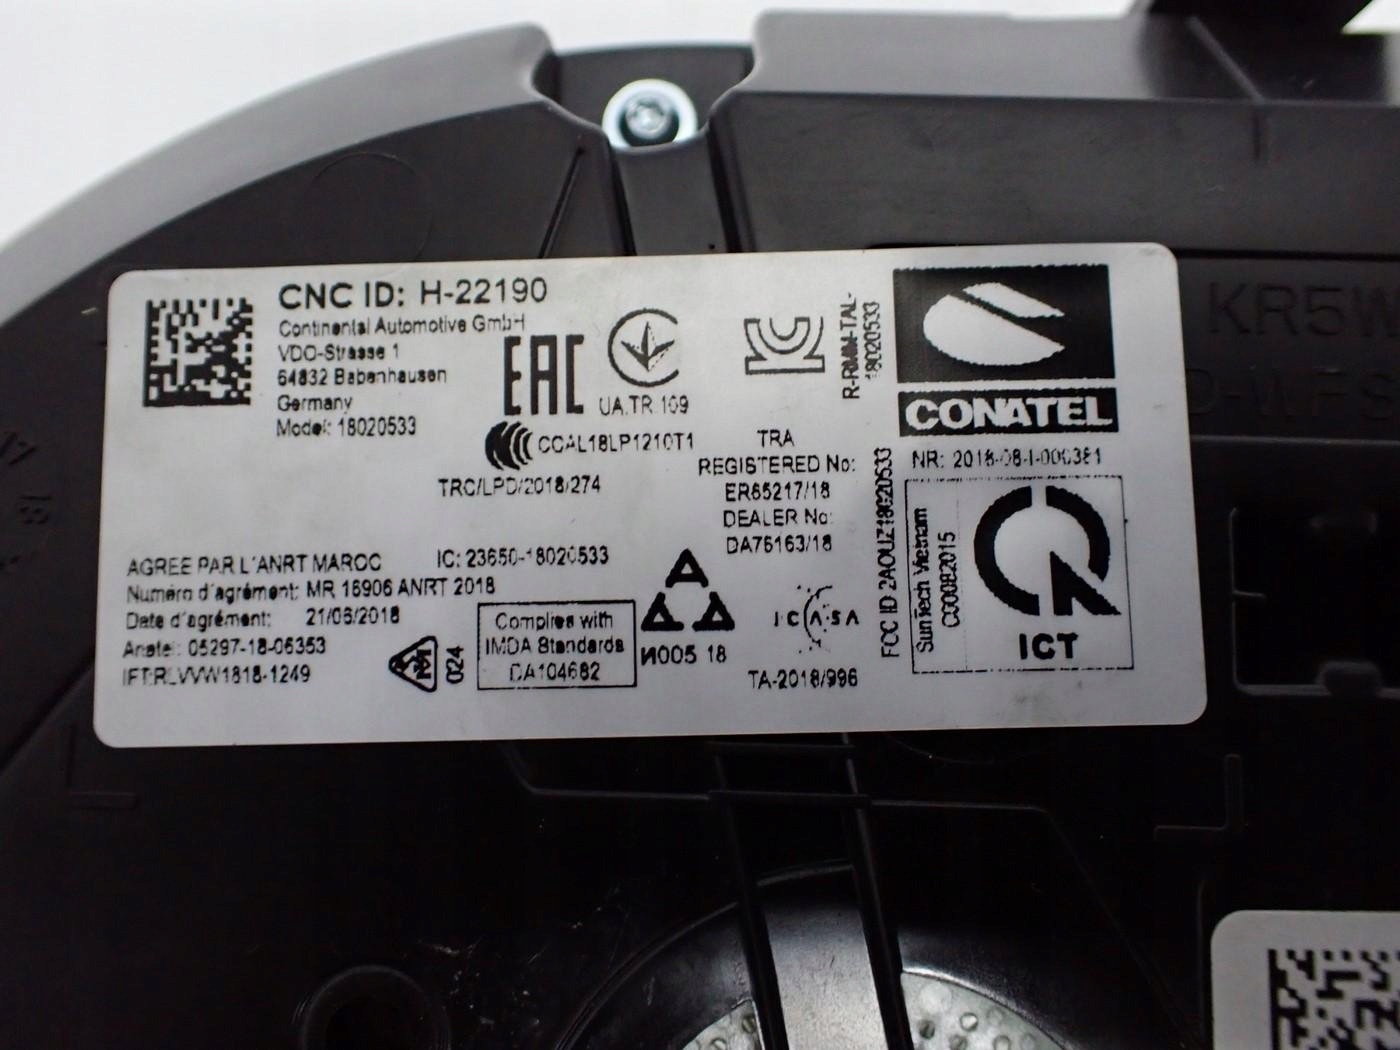 CNC ID: H-22190
Continental Automotive GmbH
VDO-Strasse 1
64832 Babenhausen
Germany
Model: 18020533
EAC
UA.TR.109
CCAL18LP1210T1
TRC/LPD/2018/274
TRA
REGISTERED No:
ER65217/18
DEALER No:
DA75163/18
R-RMM-TAL-
18020533
CONATEL
NR: 2018-08-I-000381
FCC ID 2AOUZ18020533
SunTech Vietnam
C00082015
ICT
AGREE PAR L'ANRT MAROC
Numéro d'agrément: MR 16906 ANRT 2018
Date d'agrément: 21/06/2018
Anatel: 05297-18-06353
IFT:RLVVW1818-1249
IC: 23650-18020533
024
Complies with
IMDA Standards
DA104682
И005 18
ICASA
TA-2018/996
KR5W